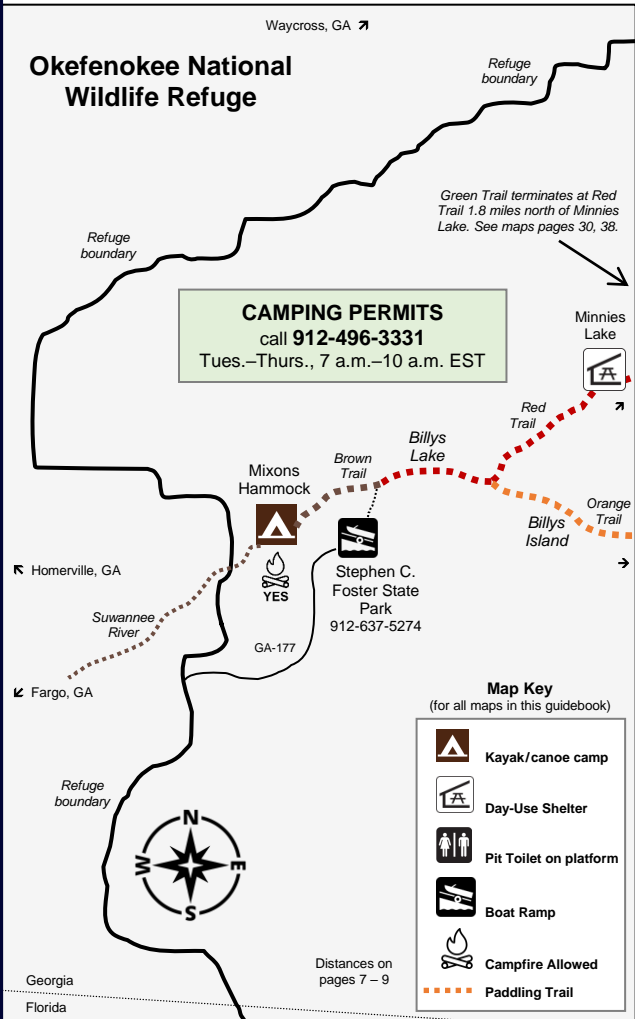 Waycross, GA
Okefenokee National
Wildlife Refuge
Refuge
boundary
Green Trail terminates at Red
Trail 1.8 miles north of Minnies
Lake. See maps pages 30, 38.
Refuge
boundary
CAMPING PERMITS
call 912-496-3331
Tues.–Thurs., 7 a.m.–10 a.m. EST
Minnies
Lake
Red
Trail
Billys
Lake
Brown
Trail
Mixons
Hammock
Orange
Trail
Billys
Island
YES
Stephen C.
Foster State
Park
912-637-5274
Homerville, GA
Suwannee
River
GA-177
Fargo, GA
Map Key
(for all maps in this guidebook)
Kayak/canoe camp
Day-Use Shelter
Pit Toilet on platform
Boat Ramp
Campfire Allowed
Paddling Trail
Refuge
boundary
N
W
E
S
Distances on
pages 7 – 9
Georgia
Florida